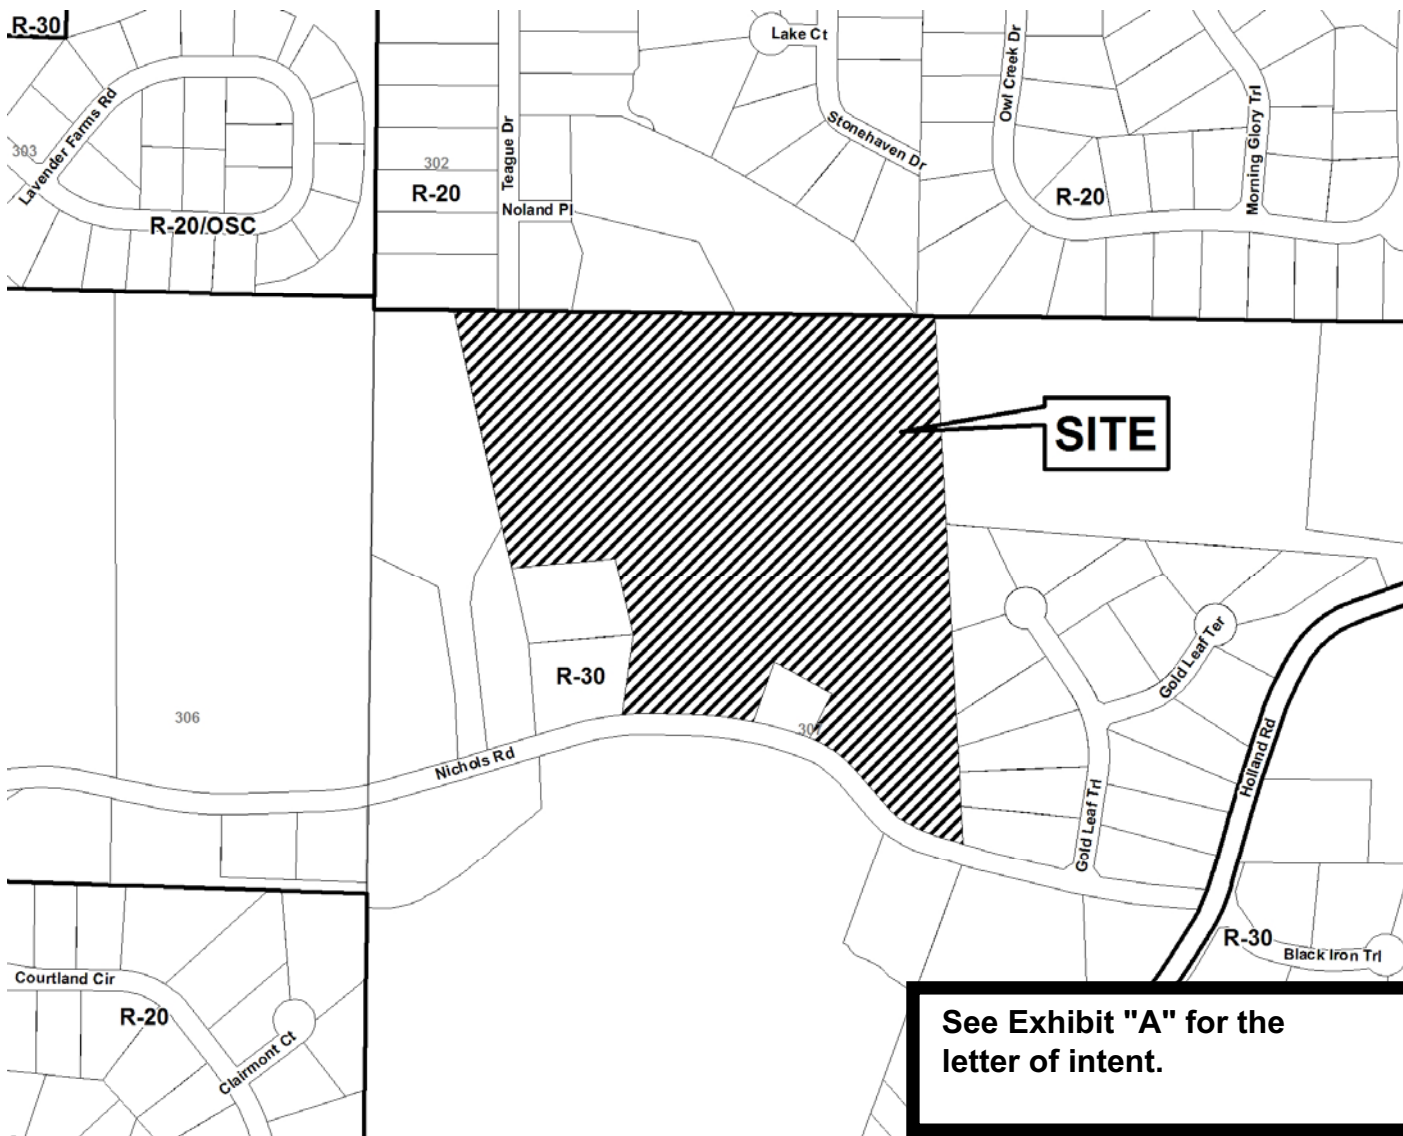 R-30
Lake Ct
Owl Creek Dr
Lavender Farms Rd
Morning Glory Trl
Stonehaven Dr
303
Teague Dr
302
R-20
R-20
Noland Pl
R-20/OSC
SITE
Gold Leaf Ter
R-30
306
307
Nichols Rd
Holland Rd
Gold Leaf Trl
R-30
Black Iron Trl
Courtland Cir
R-20
Clairmont Ct
See Exhibit "A" for the
letter of intent.